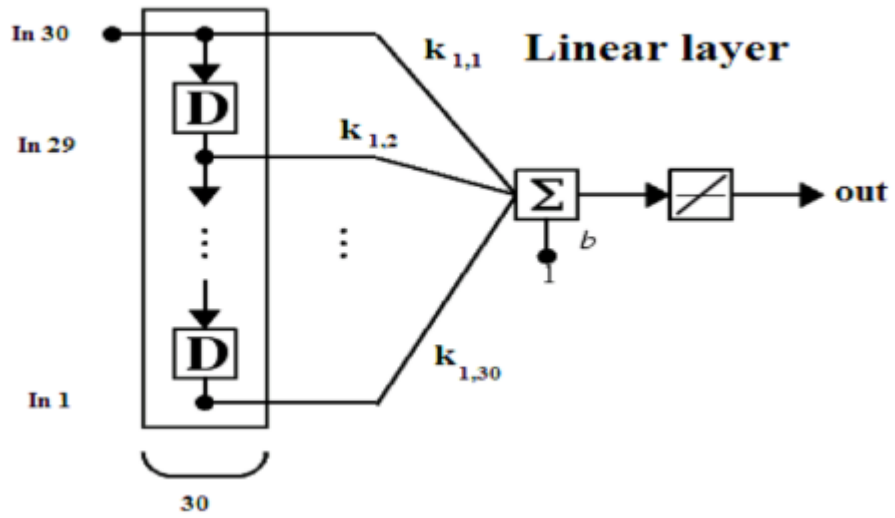 In 30
k 1,1
Linear layer
D
In 29
k 1,2
Σ
out
b
1
D
k 1,30
In 1
30